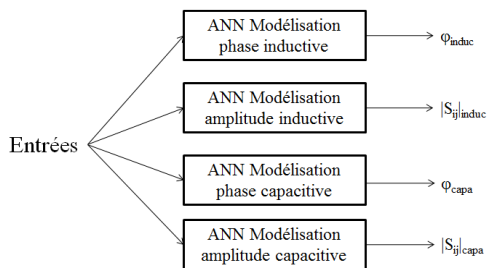 ANN Modélisation
phase inductive
φinduc
ANN Modélisation
amplitude inductive
|Sij|induc
Entrées
ANN Modélisation
phase capacitive
φcapa
ANN Modélisation
amplitude capacitive
|Sij|capa